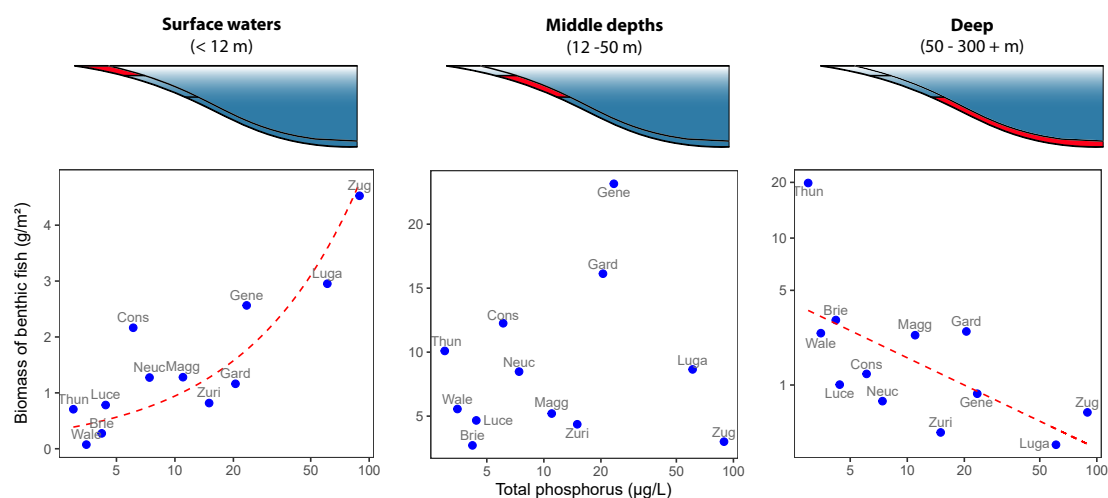 Surface waters
(< 12 m)
Middle depths
(12 -50 m)
Deep
(50 - 300 + m)
Biomass of benthic fish (g/m²)
4
3
2
1
0
Zug
Luga
Gene
Cons
Neuc
Magg
Gard
Zuri
Luce
Thun
Brie
Wale
5
10
20
50
100
20
15
10
5
Gene
Gard
Cons
Thun
Neuc
Luga
Wale
Luce
Magg
Zuri
Brie
Zug
5
10
20
50
100
20
10
5
1
Thun
Brie
Wale
Magg
Gard
Cons
Luce
Neuc
Gene
Zug
Zuri
Luga
5
10
20
50
100
Total phosphorus (µg/L)